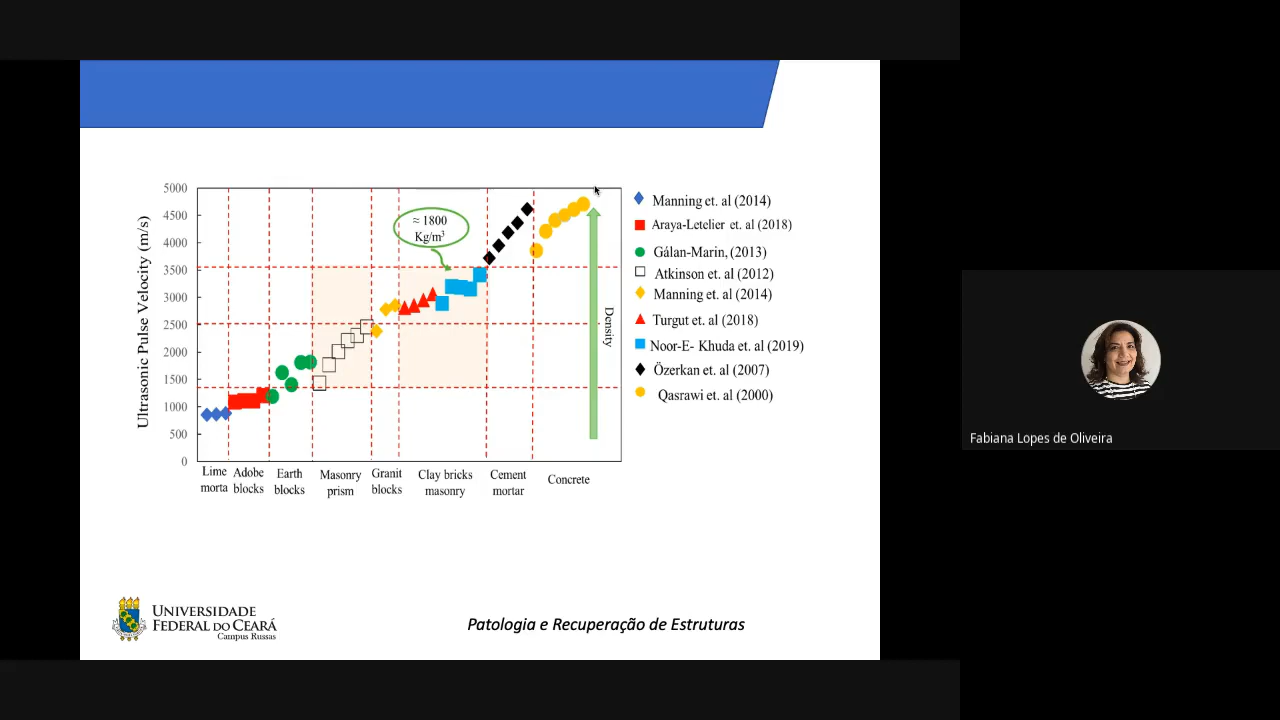 5000
4500
4000
3500
3000
2500
2000
1500
1000
500
0
Ultrasonic Pulse Velocity (m/s)
≈ 1800
Kg/m³
Density
Lime
morta
Adobe
blocks
Earth
blocks
Masonry
prism
Granit
blocks
Clay bricks
masonry
Cement
mortar
Concrete
Manning et. al (2014)
Araya-Letelier et. al (2018)
Gálan-Marin, (2013)
Atkinson et. al (2012)
Manning et. al (2014)
Turgut et. al (2018)
Noor-E- Khuda et. al (2019)
Özerkan et. al (2007)
Qasrawi et. al (2000)
UNIVERSIDADE
FEDERAL DO CEARÁ
Campus Russas
Patologia e Recuperação de Estruturas
Fabiana Lopes de Oliveira